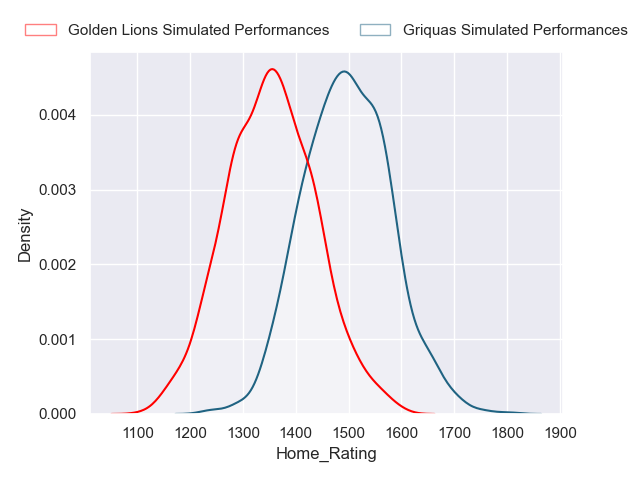 Golden Lions Simulated Performances Griquas Simulated Performances
0.004
0.003
0.002
0.001
0.000
Density
1100 1200 1300 1400 1500 1600 1700 1800 1900
Home_Rating